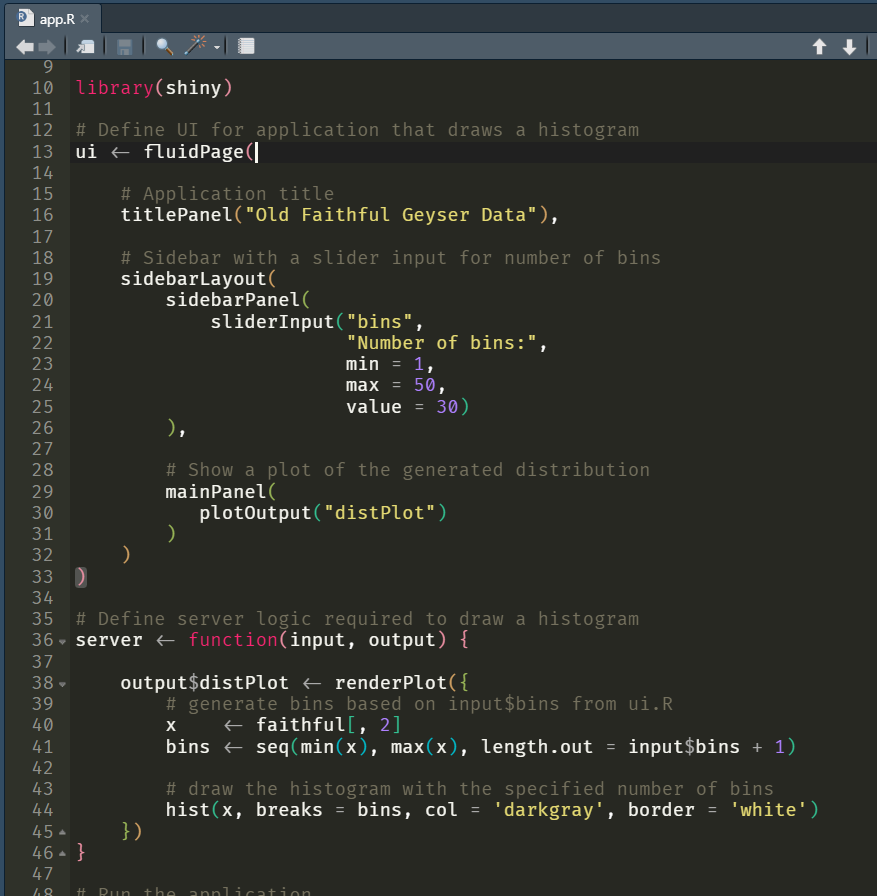 app.R
9
10 library(shiny)
11
12 # Define UI for application that draws a histogram
13 ui <- fluidPage(
14
15     # Application title
16     titlePanel("Old Faithful Geyser Data"),
17
18     # Sidebar with a slider input for number of bins
19     sidebarLayout(
20         sidebarPanel(
21             sliderInput("bins",
22                         "Number of bins:",
23                         min = 1,
24                         max = 50,
25                         value = 30)
26         ),
27
28         # Show a plot of the generated distribution
29         mainPanel(
30            plotOutput("distPlot")
31         )
32     )
33 )
34
35 # Define server logic required to draw a histogram
36 server <- function(input, output) {
37
38     output$distPlot <- renderPlot({
39         # generate bins based on input$bins from ui.R
40         x    <- faithful[, 2]
41         bins <- seq(min(x), max(x), length.out = input$bins + 1)
42
43         # draw the histogram with the specified number of bins
44         hist(x, breaks = bins, col = 'darkgray', border = 'white')
45     })
46 }
47
48 # Run the application